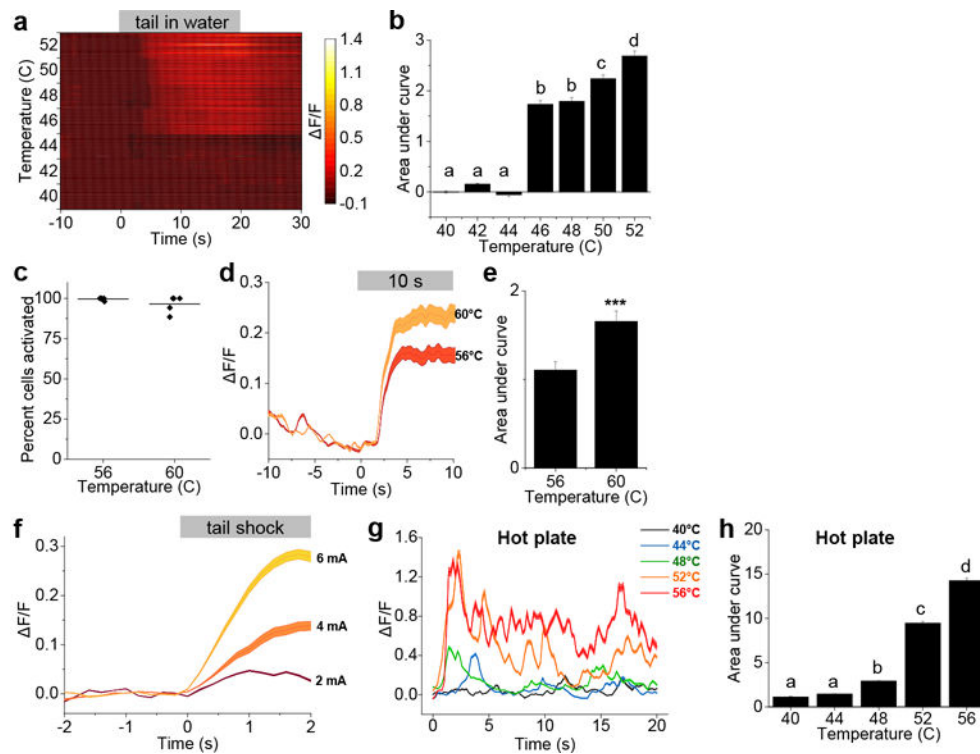 a
tail in water
Temperature (C)
52
50
48
46
44
42
40
-10 0 10 20 30
Time (s)
ΔF/F
1.4
1.1
0.8
0.5
0.2
-0.1
b
Area under curve
3
2
1
0
a a a b b c d
40 42 44 46 48 50 52
Temperature (C)
c
Percent cells activated
100
75
50
25
0
56 60
Temperature (C)
d
10 s
ΔF/F
0.3
0.2
0.1
0.0
60°C
56°C
-10 -5 0 5 10
Time (s)
e
Area under curve
2
0
***
56 60
Temperature (C)
f
tail shock
ΔF/F
0.3
0.2
0.1
0.0
6 mA
4 mA
2 mA
-2 -1 0 1 2
Time (s)
g
Hot plate
ΔF/F
1.6
1.2
0.8
0.4
0.0
40°C
44°C
48°C
52°C
56°C
0 5 10 15 20
Time (s)
h
Hot plate
Area under curve
20
15
10
5
0
a a b c d
40 44 48 52 56
Temperature (C)